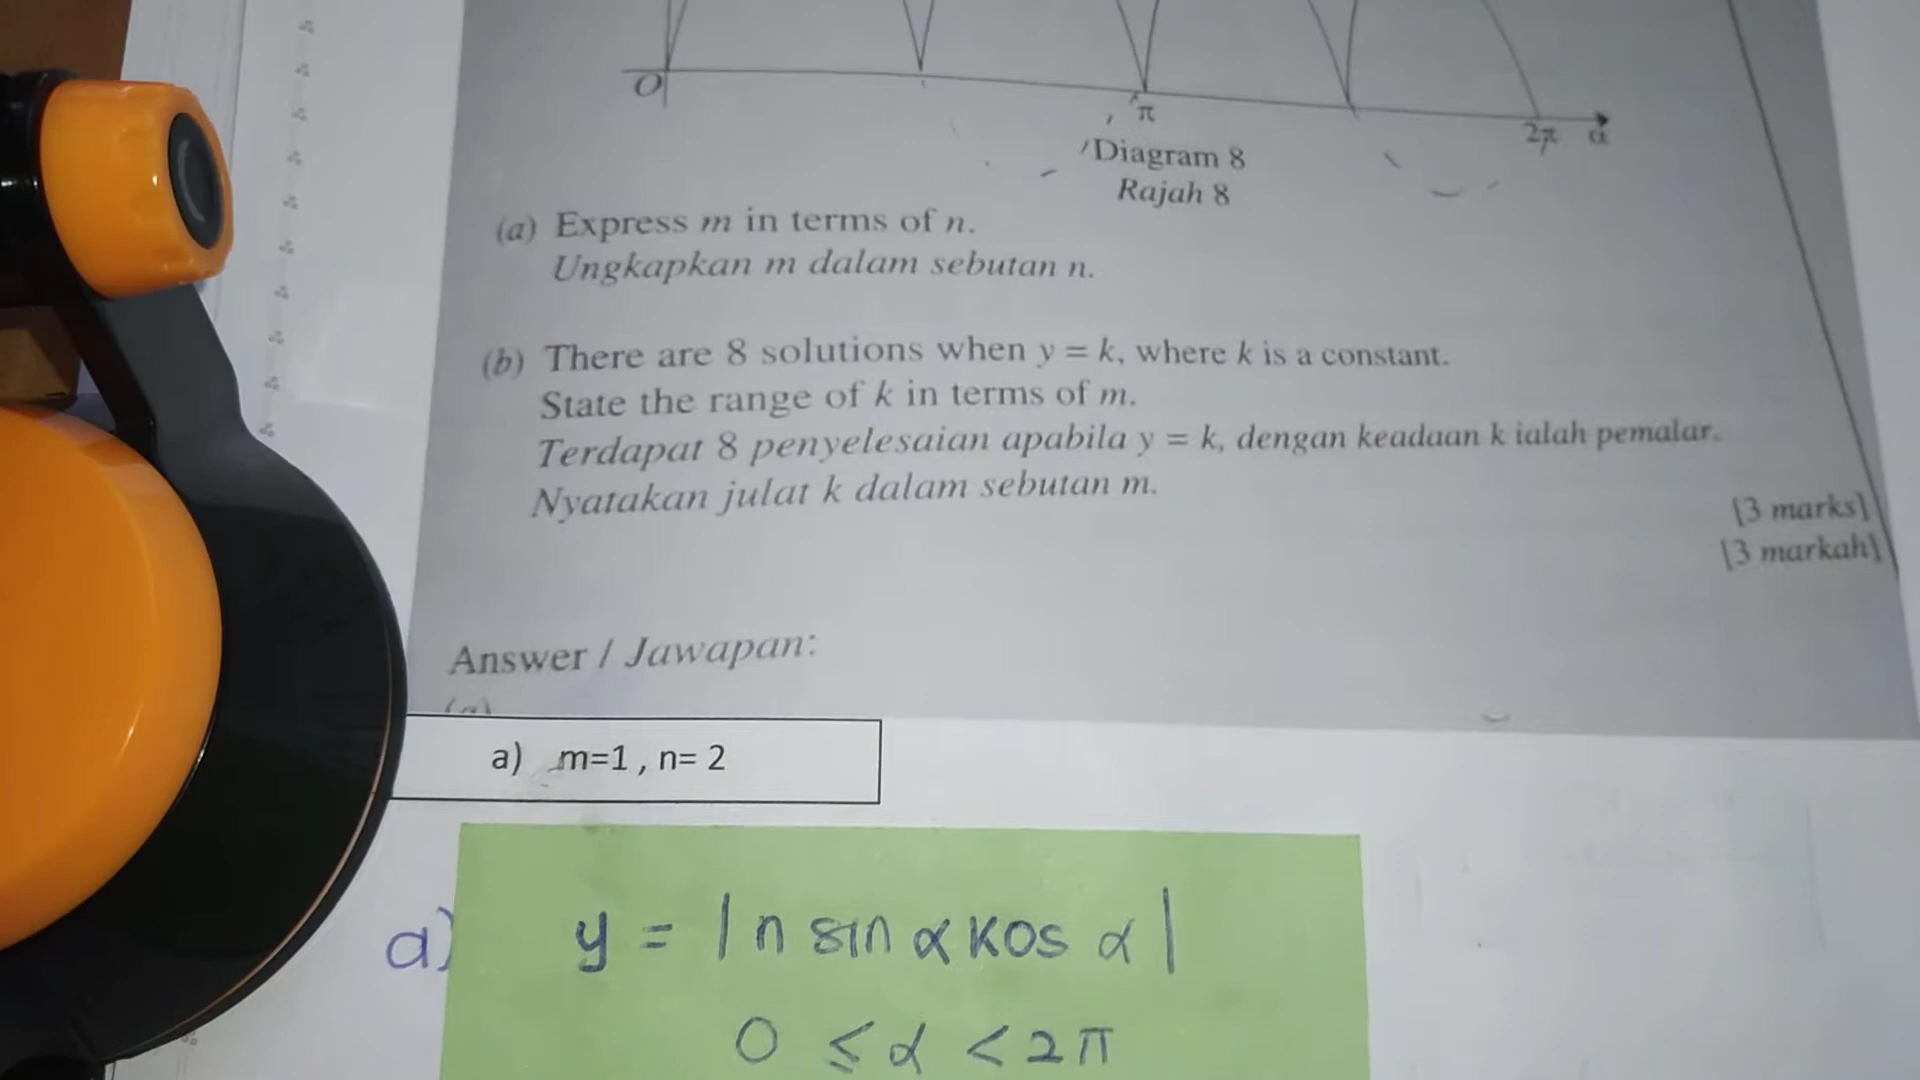 O
π
2π α
Diagram 8
Rajah 8
(a) Express m in terms of n.
Ungkapkan m dalam sebutan n.
(b) There are 8 solutions when y = k, where k is a constant.
State the range of k in terms of m.
Terdapat 8 penyelesaian apabila y = k, dengan keadaan k ialah pemalar.
Nyatakan julat k dalam sebutan m.
[3 marks]
[3 markah]
Answer / Jawapan:
a) m=1 , n= 2
a) y = |n sin α kos α|
0 ≤ α < 2π